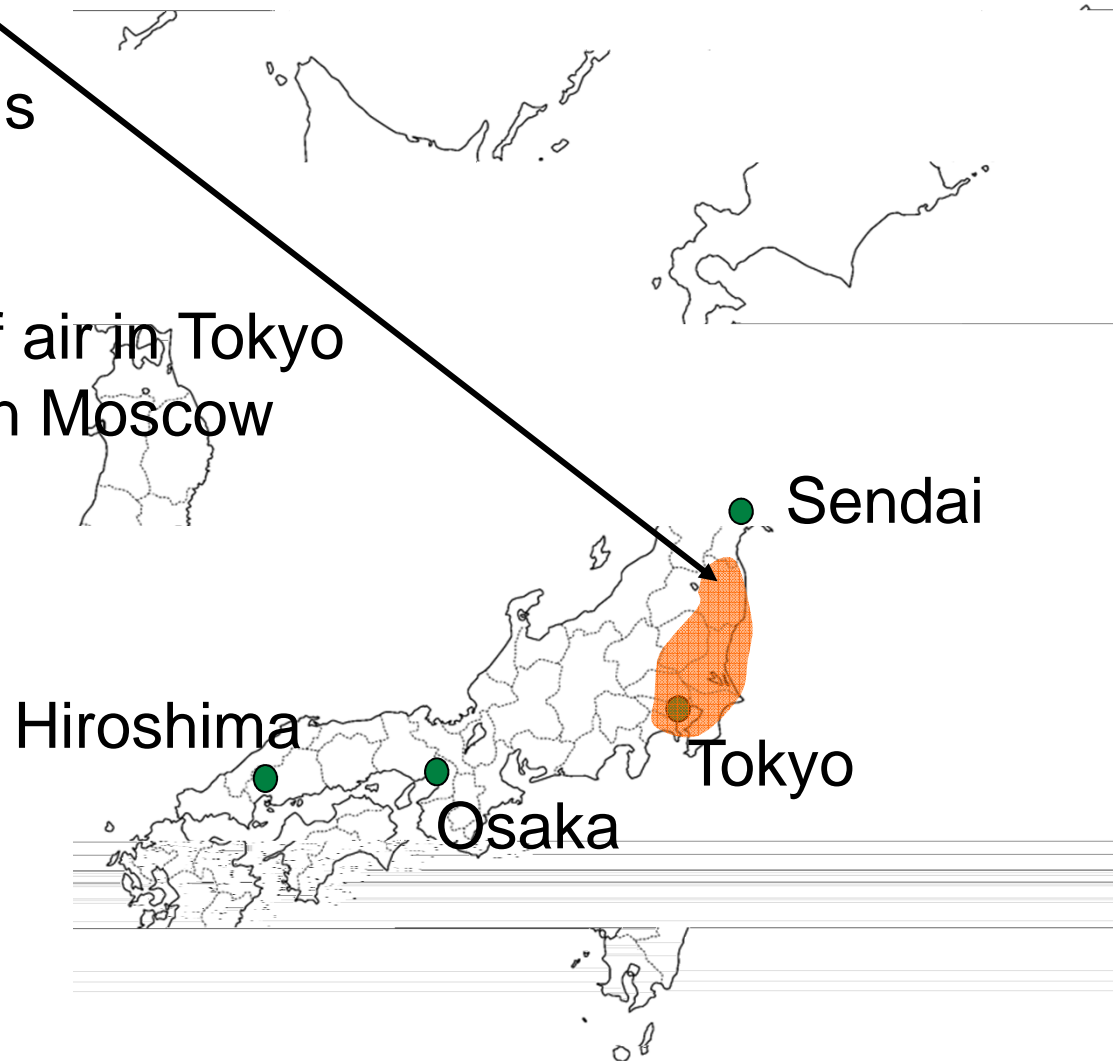 s
f air in Tokyo
n Moscow
Sendai
Hiroshima
Tokyo
Osaka